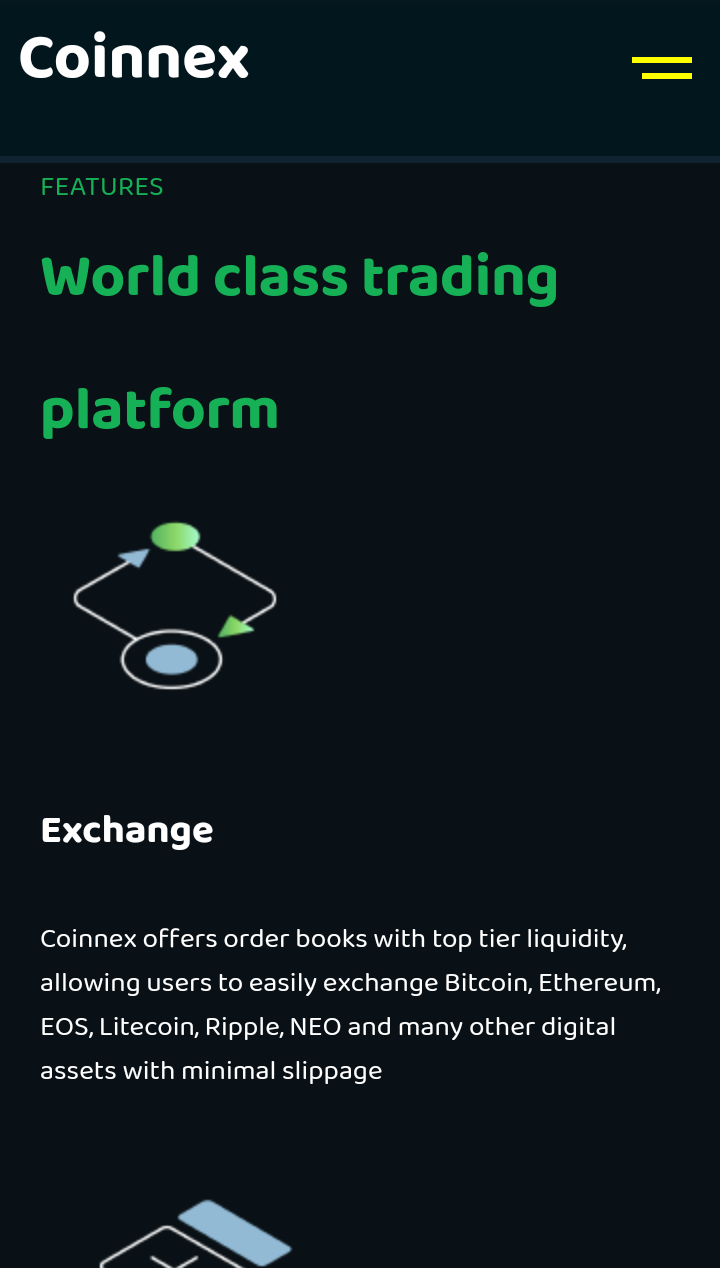 Coinnex
FEATURES
World class trading
platform
Exchange
Coinnex offers order books with top tier liquidity,
allowing users to easily exchange Bitcoin, Ethereum,
EOS, Litecoin, Ripple, NEO and many other digital
assets with minimal slippage